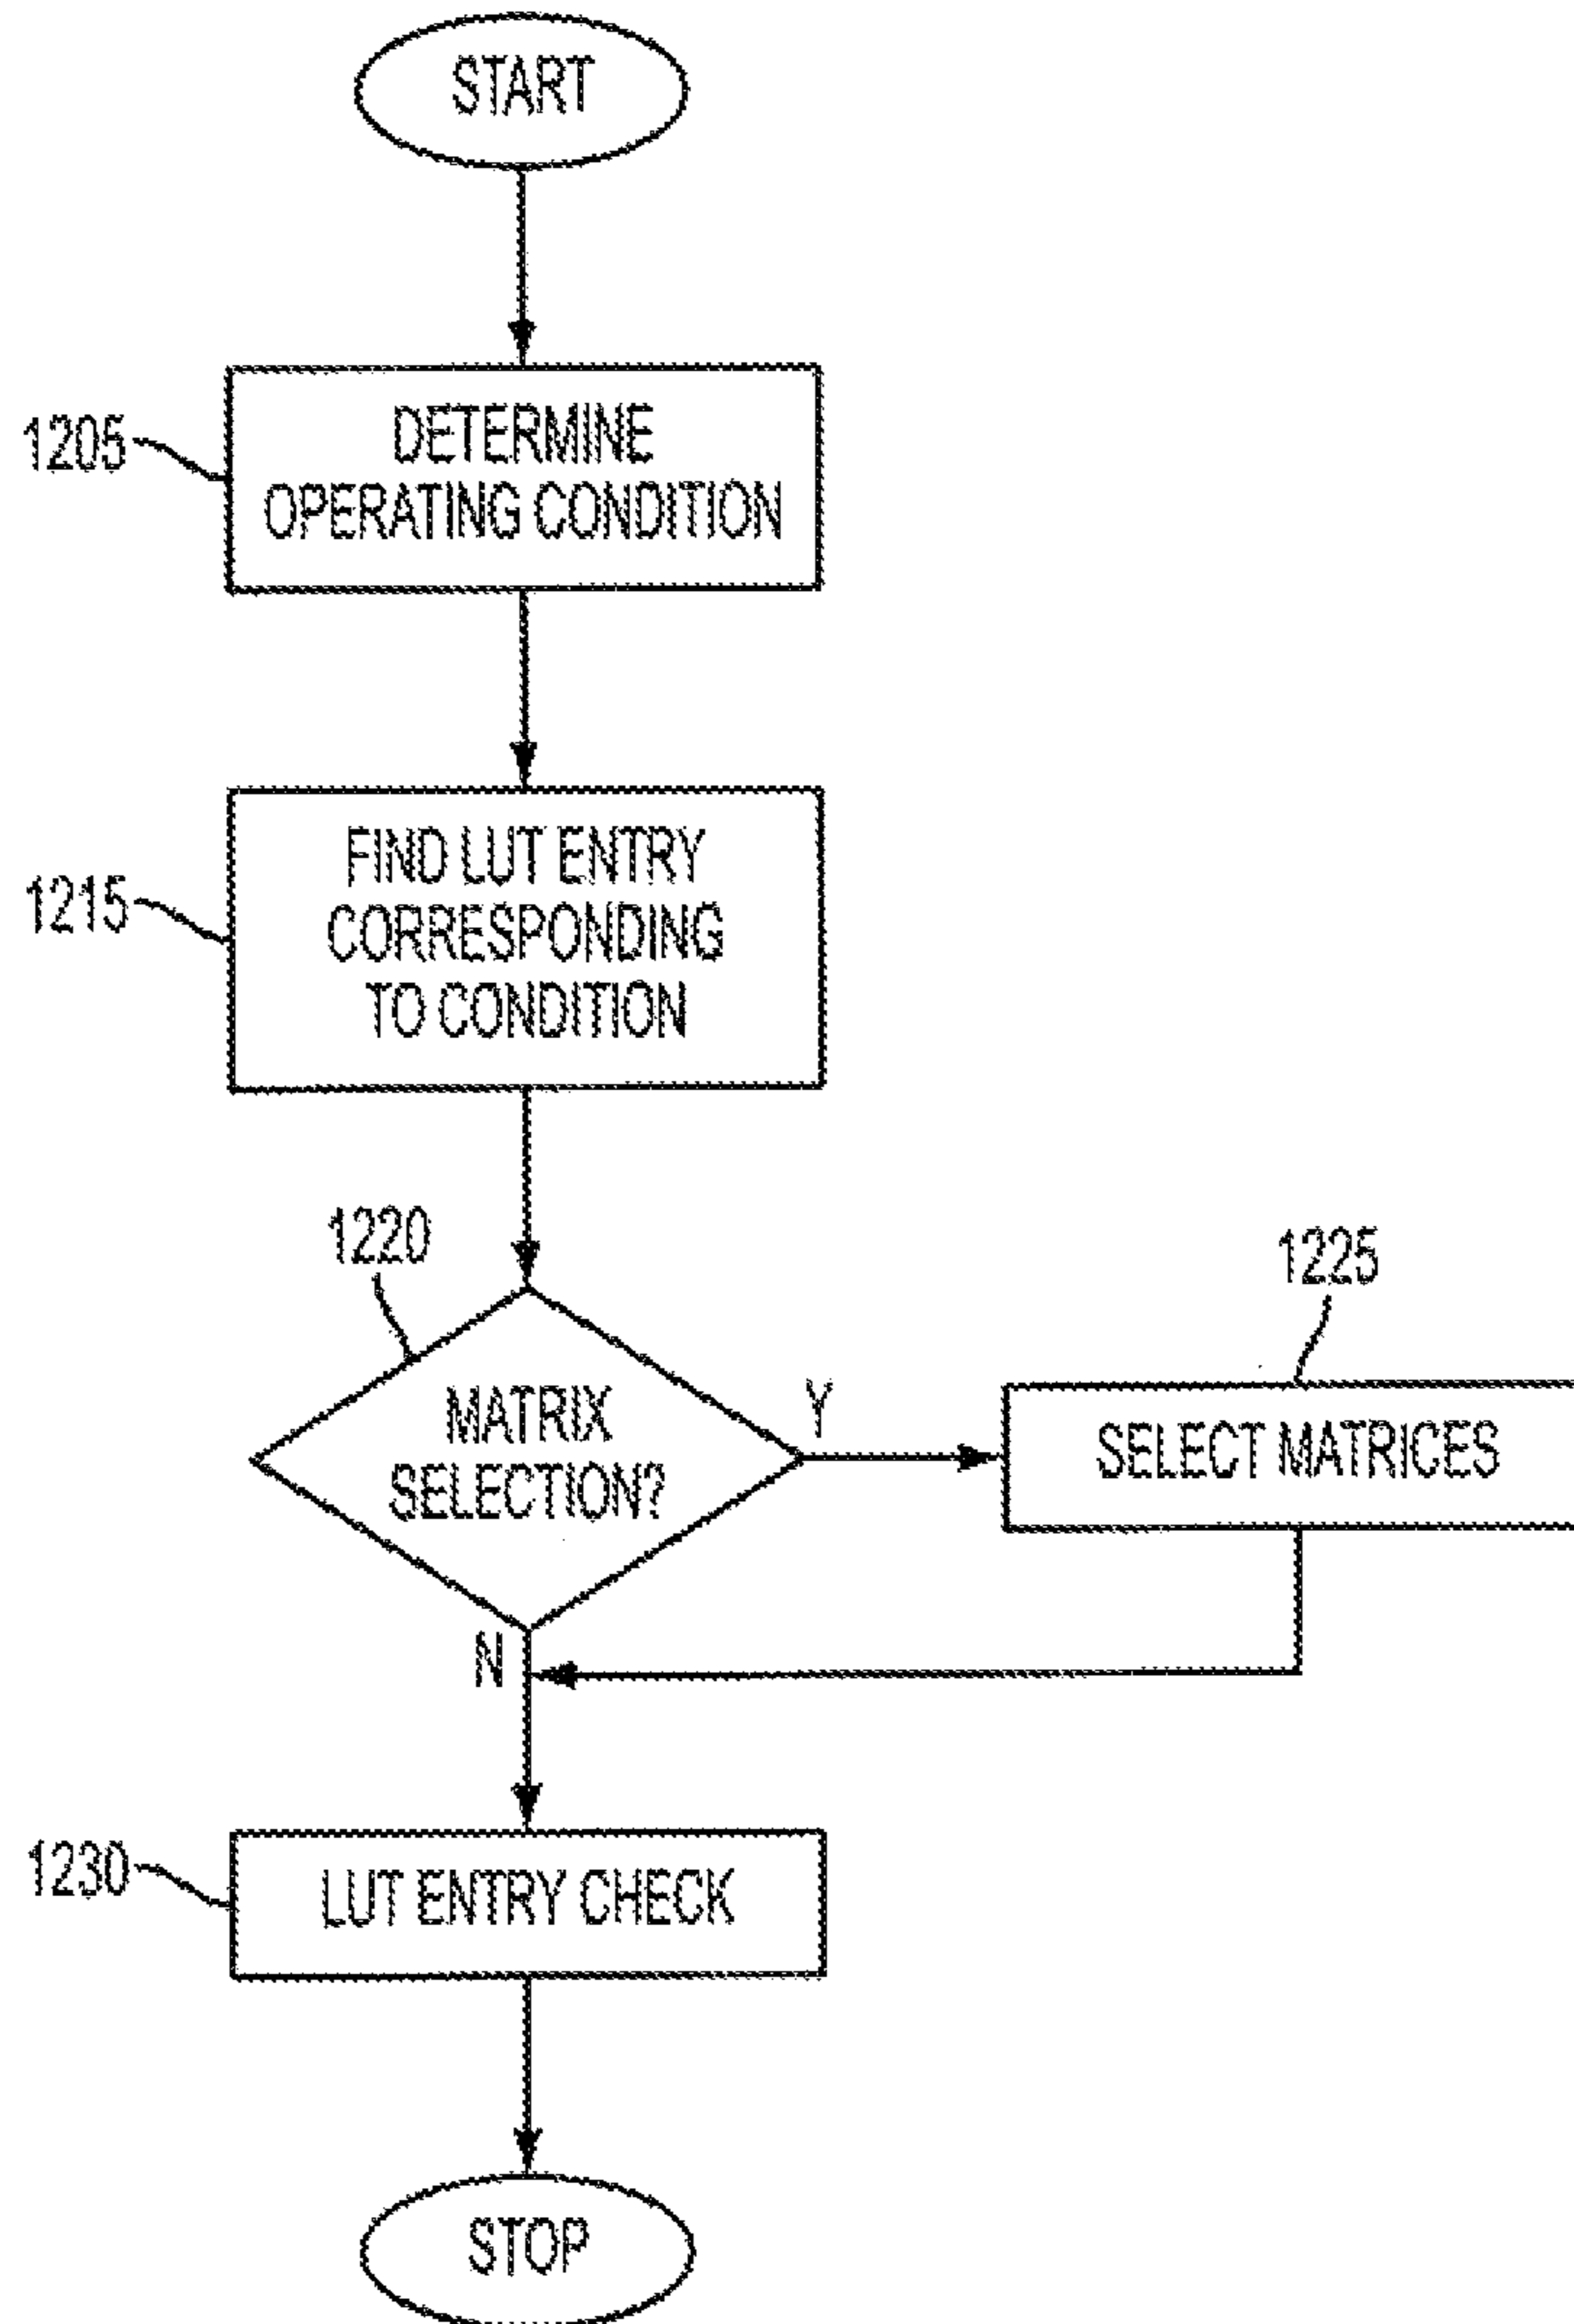 START
1205
DETERMINE
OPERATING CONDITION
1215
FIND LUT ENTRY
CORRESPONDING
TO CONDITION
1220
MATRIX
SELECTION?
Y
1225
SELECT MATRICES
N
1230
LUT ENTRY CHECK
STOP